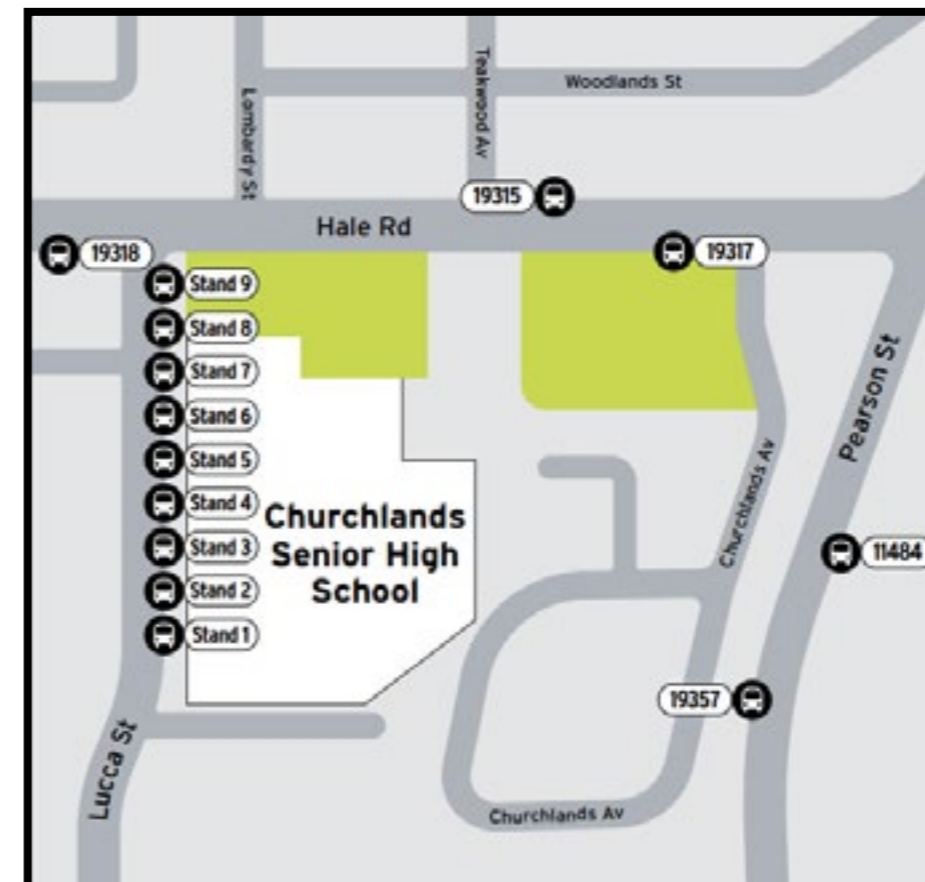 Teakwood Av
Woodlands St
Lombardy St
19315
Hale Rd
19318
19317
Stand 9
Stand 8
Stand 7
Stand 6
Stand 5
Stand 4
Stand 3
Stand 2
Stand 1
Churchlands
Senior High
School
Pearson St
Churchlands Av
11484
19357
Lucca St
Churchlands Av